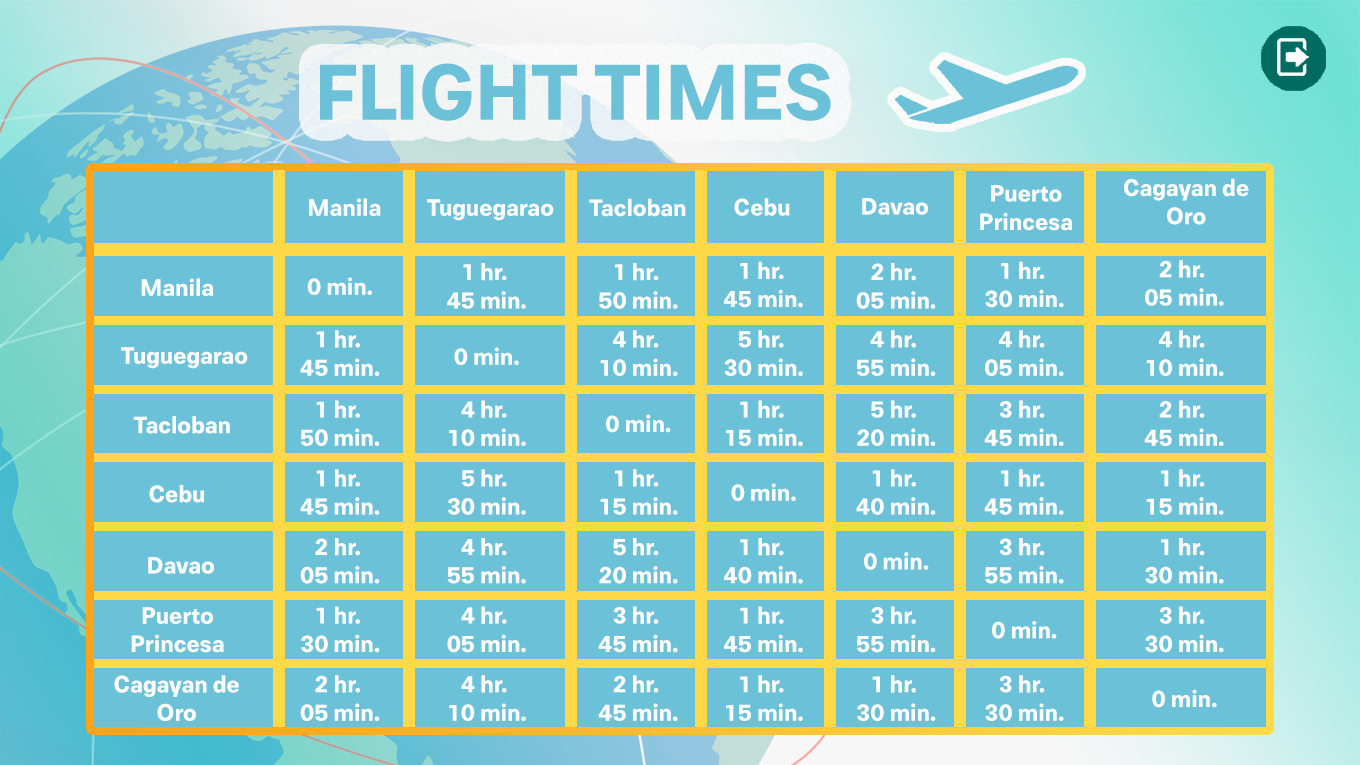 FLIGHT TIMES
Manila Tuguegarao Tacloban Cebu Davao Puerto Princesa Cagayan de Oro
Manila 0 min. 1 hr. 45 min. 1 hr. 50 min. 1 hr. 45 min. 2 hr. 05 min. 1 hr. 30 min. 2 hr. 05 min.
Tuguegarao 1 hr. 45 min. 0 min. 4 hr. 10 min. 5 hr. 30 min. 4 hr. 55 min. 4 hr. 05 min. 4 hr. 10 min.
Tacloban 1 hr. 50 min. 4 hr. 10 min. 0 min. 1 hr. 15 min. 5 hr. 20 min. 3 hr. 45 min. 2 hr. 45 min.
Cebu 1 hr. 45 min. 5 hr. 30 min. 1 hr. 15 min. 0 min. 1 hr. 40 min. 1 hr. 45 min. 1 hr. 15 min.
Davao 2 hr. 05 min. 4 hr. 55 min. 5 hr. 20 min. 1 hr. 40 min. 0 min. 3 hr. 55 min. 1 hr. 30 min.
Puerto Princesa 1 hr. 30 min. 4 hr. 05 min. 3 hr. 45 min. 1 hr. 45 min. 3 hr. 55 min. 0 min. 3 hr. 30 min.
Cagayan de Oro 2 hr. 05 min. 4 hr. 10 min. 2 hr. 45 min. 1 hr. 15 min. 1 hr. 30 min. 3 hr. 30 min. 0 min.